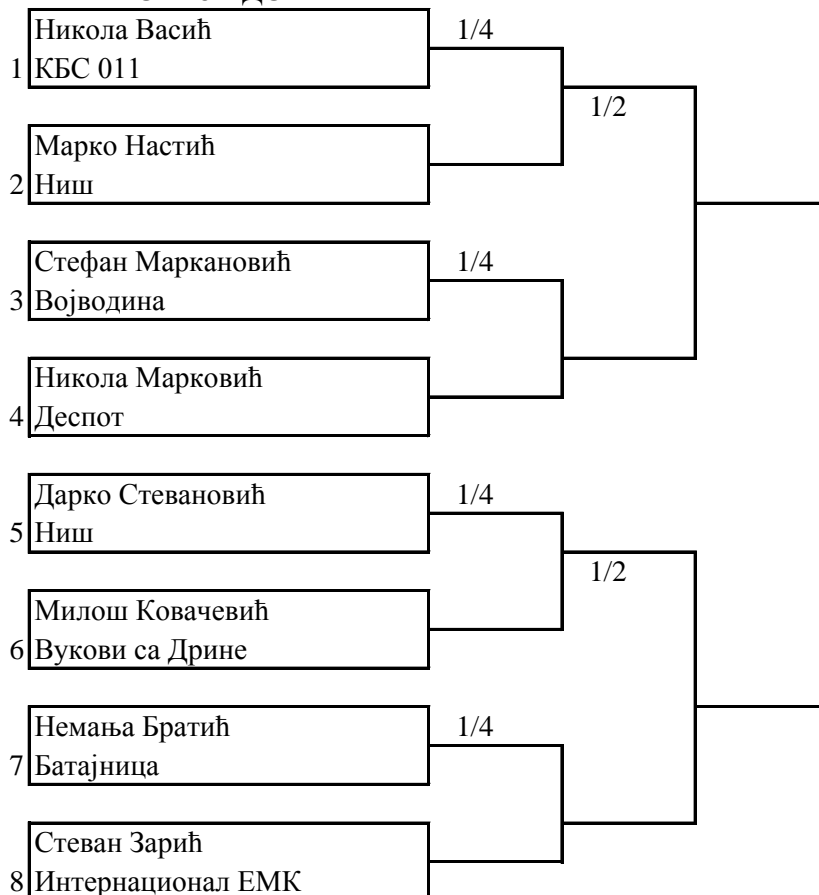 Никола Васић 1/4
1 КБС 011
1/2
Марко Настић
2 Ниш
Стефан Маркановић 1/4
3 Војводина
Никола Марковић
4 Деспот
Дарко Стевановић 1/4
5 Ниш
1/2
Милош Ковачевић
6 Вукови са Дрине
Немања Братић 1/4
7 Батајница
Стеван Зарић
8 Интернационал ЕМК